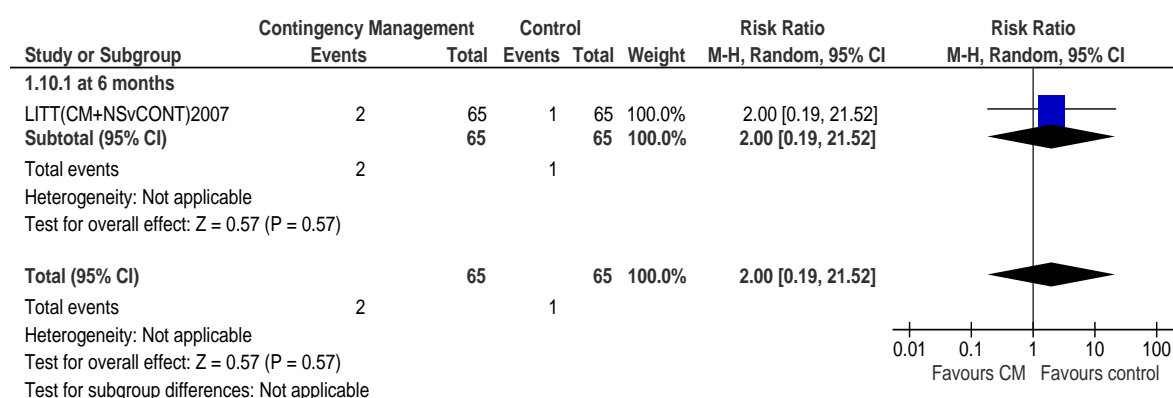 Contingency Management Control Risk Ratio Risk Ratio
Study or Subgroup Events Total Events Total Weight M-H, Random, 95% CI M-H, Random, 95% CI
1.10.1 at 6 months
LITT(CM+NSvCONT)2007 2 65 1 65 100.0% 2.00 [0.19, 21.52]
Subtotal (95% CI) 65 65 100.0% 2.00 [0.19, 21.52]
Total events 2 1
Heterogeneity: Not applicable
Test for overall effect: Z = 0.57 (P = 0.57)
Total (95% CI) 65 65 100.0% 2.00 [0.19, 21.52]
Total events 2 1
Heterogeneity: Not applicable
Test for overall effect: Z = 0.57 (P = 0.57)
Test for subgroup differences: Not applicable
0.01 0.1 1 10 100
Favours CM Favours control